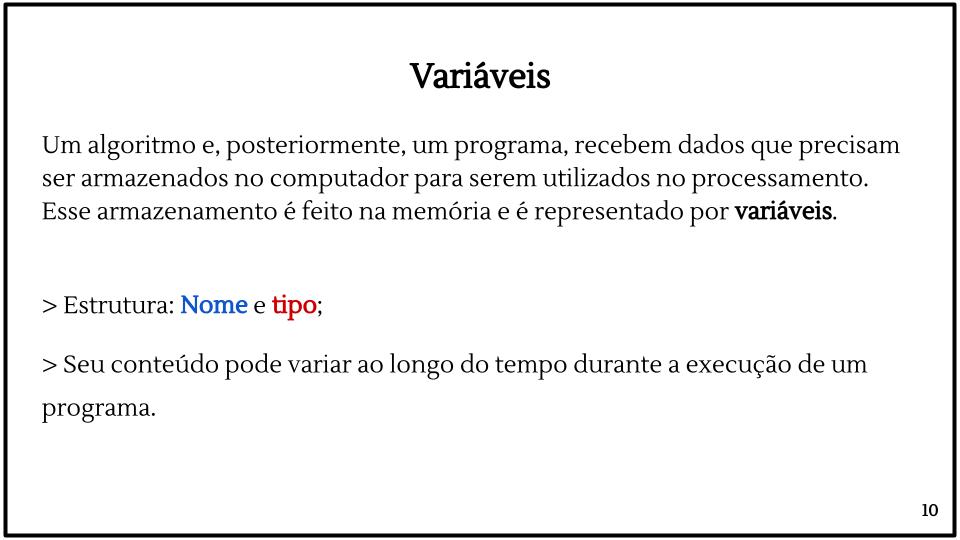 Variáveis
Um algoritmo e, posteriormente, um programa, recebem dados que precisam
ser armazenados no computador para serem utilizados no processamento.
Esse armazenamento é feito na memória e é representado por variáveis.
> Estrutura: Nome e tipo;
> Seu conteúdo pode variar ao longo do tempo durante a execução de um
programa.
10